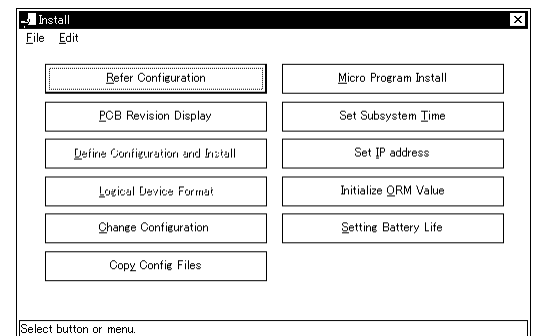 Install
File Edit
Refer Configuration
Micro Program Install
PCB Revision Display
Set Subsystem Time
Define Configuration and Install
Set IP address
Logical Device Format
Initialize ORM Value
Change Configuration
Setting Battery Life
Copy Config Files
Select button or menu.